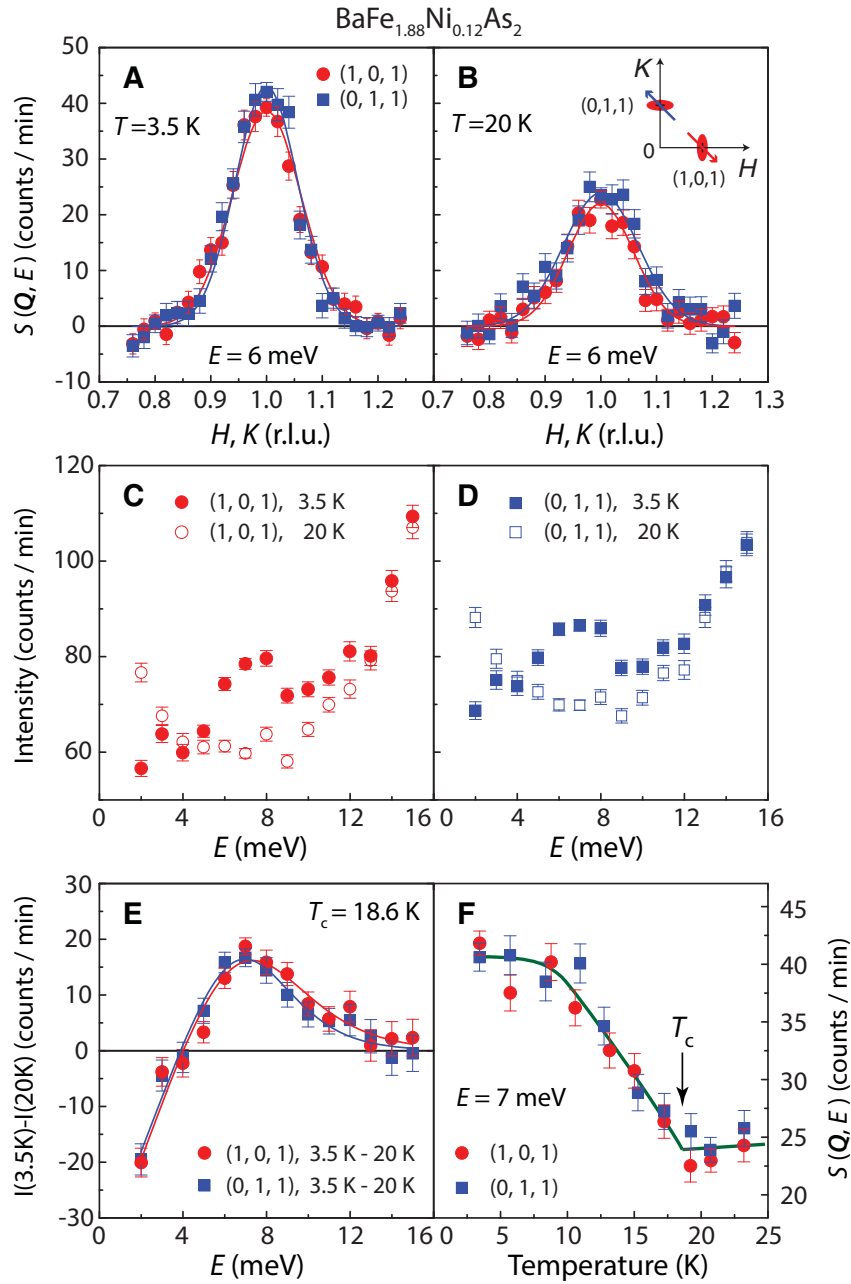 BaFe1.88Ni0.12As2
A
(1, 0, 1)
(0, 1, 1)
T=3.5 K
E = 6 meV
50
40
30
20
10
0
-10
S (Q, E ) (counts / min)
0.7 0.8 0.9 1.0 1.1 1.2
H, K (r.l.u.)
B
T=20 K
K
(0,1,1)
0
H
(1,0,1)
E = 6 meV
0.7 0.8 0.9 1.0 1.1 1.2 1.3
H, K (r.l.u.)
C
(1, 0, 1), 3.5 K
(1, 0, 1), 20 K
120
100
80
60
Intensity (counts / min)
0 4 8 12 16
E (meV)
D
(0, 1, 1), 3.5 K
(0, 1, 1), 20 K
0 4 8 12 16
E (meV)
E
Tc = 18.6 K
30
20
10
0
-10
-20
-30
I(3.5K)-I(20K) (counts / min)
(1, 0, 1), 3.5 K - 20 K
(0, 1, 1), 3.5 K - 20 K
0 4 8 12 16
E (meV)
F
Tc
E = 7 meV
(1, 0, 1)
(0, 1, 1)
45
40
35
30
25
20
S (Q, E ) (counts / min)
0 5 10 15 20 25
Temperature (K)